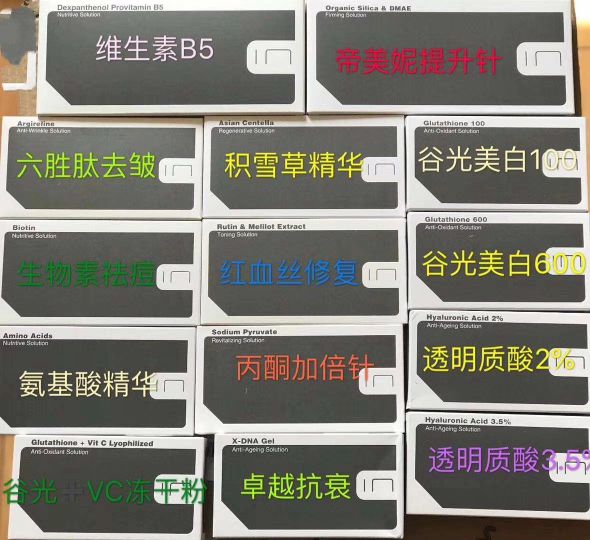 Dexpanthenol Provitamin B5
Nutritive Solution
维生素B5
Organic Silica & DMAE
Firming Solution
帝美妮提升针
Argireline
Anti-Wrinkle Solution
六胜肽去皱
Asian Centella
Regenerative Solution
积雪草精华
Glutathione 100
Anti-Oxidant Solution
谷光美白100
Biotin
Nutritive Solution
生物素祛痘
Rutin & Melilot Extract
Toning Solution
红血丝修复
Glutathione 600
Anti-Oxidant Solution
谷光美白600
Amino Acids
Nutritive Solution
氨基酸精华
Sodium Pyruvate
Revitalizing Solution
丙酮加倍针
Hyaluronic Acid 2%
Anti-Ageing Solution
透明质酸2%
Glutathione + Vit C Lyophilized
Anti-Oxidant Solution
谷光+VC冻干粉
X-DNA Gel
Anti-Ageing Solution
卓越抗衰
Hyaluronic Acid 3.5%
Anti-Ageing Solution
透明质酸3.5%